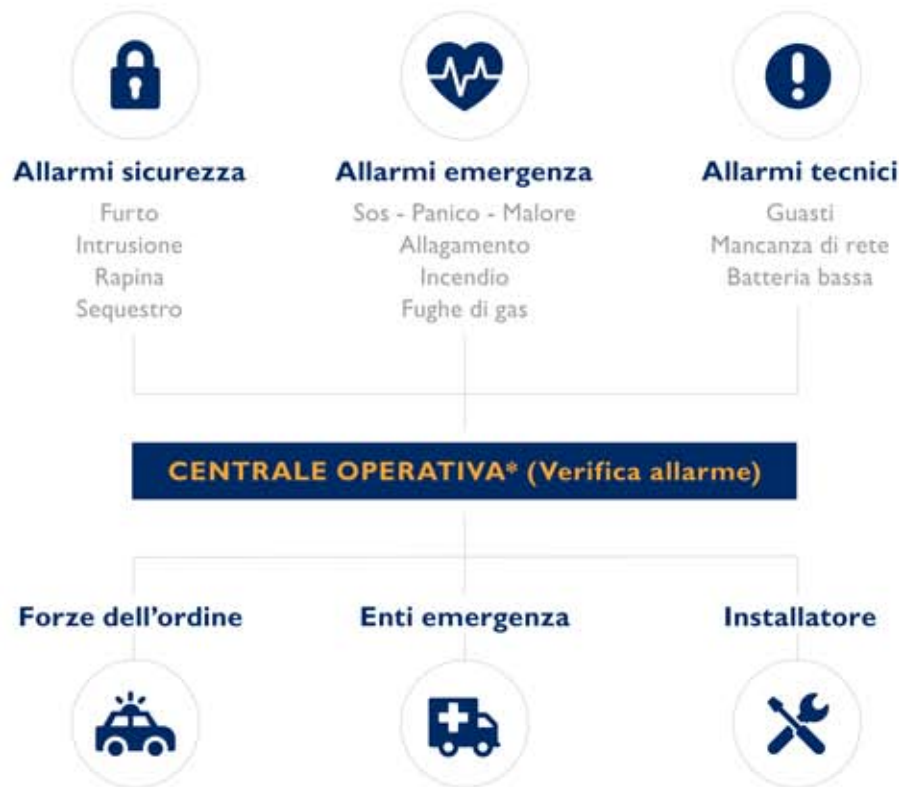 Allarmi sicurezza
Furto
Intrusione
Rapina
Sequestro
Allarmi emergenza
Sos - Panico - Malore
Allagamento
Incendio
Fughe di gas
Allarmi tecnici
Guasti
Mancanza di rete
Batteria bassa
CENTRALE OPERATIVA* (Verifica allarme)
Forze dell'ordine
Enti emergenza
Installatore